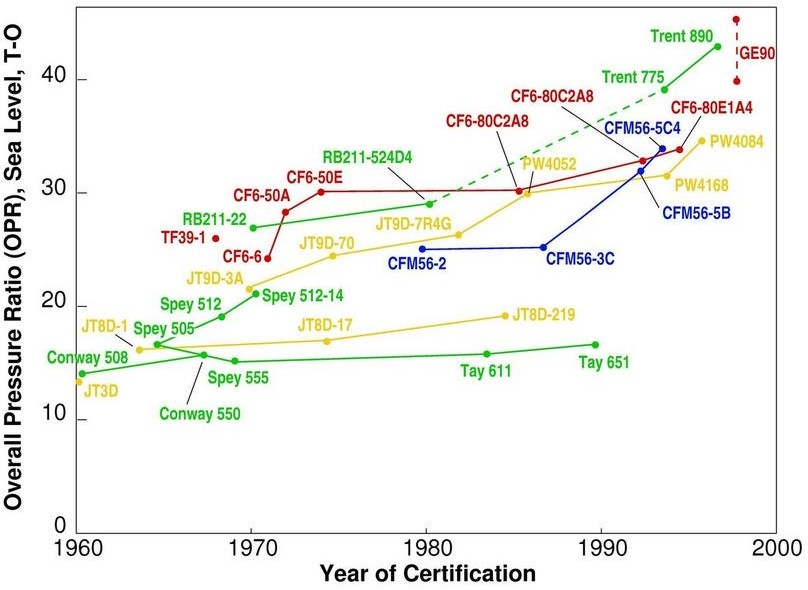 Overall Pressure Ratio (OPR), Sea Level, T-O
40
30
20
10
0
Trent 890
GE90
Trent 775
CF6-80C2A8
CF6-80E1A4
CF6-80C2A8
CFM56-5C4
PW4084
RB211-524D4
PW4052
CF6-50E
PW4168
CF6-50A
CFM56-5B
RB211-22
JT9D-7R4G
TF39-1
JT9D-70
CF6-6
CFM56-2
CFM56-3C
JT9D-3A
Spey 512-14
Spey 512
JT8D-219
JT8D-1
Spey 505
JT8D-17
Conway 508
Tay 651
Tay 611
Spey 555
JT3D
Conway 550
1960 1970 1980 1990 2000
Year of Certification